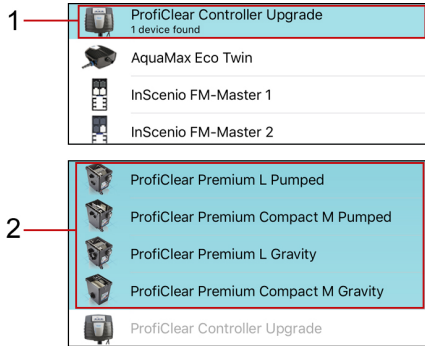 1
ProfiClear Controller Upgrade
1 device found
AquaMax Eco Twin
InScenio FM-Master 1
InScenio FM-Master 2
2
ProfiClear Premium L Pumped
ProfiClear Premium Compact M Pumped
ProfiClear Premium L Gravity
ProfiClear Premium Compact M Gravity
ProfiClear Controller Upgrade